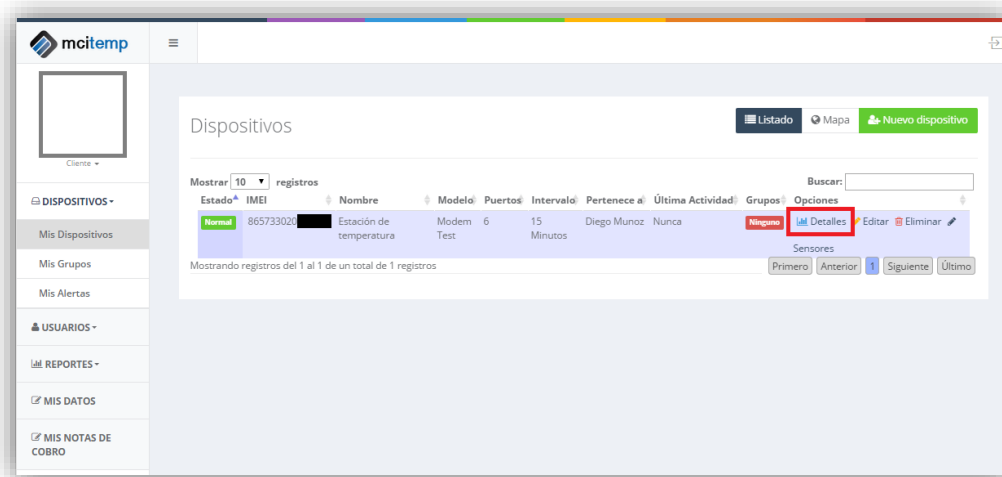 mcitemp
Cliente
DISPOSITIVOS
Mis Dispositivos
Mis Grupos
Mis Alertas
USUARIOS
REPORTES
MIS DATOS
MIS NOTAS DE
COBRO
Dispositivos
Listado Mapa Nuevo dispositivo
Mostrar 10 registros
Buscar:
Estado IMEI Nombre Modelo Puertos Intervalo Pertenece a Última Actividad Grupos Opciones
Normal 865733020 Estación de Modem 6 15 Diego Munoz Nunca Ninguno Detalles Editar Eliminar
temperatura Test Minutos
Sensores
Mostrando registros del 1 al 1 de un total de 1 registros
Primero Anterior 1 Siguiente Último